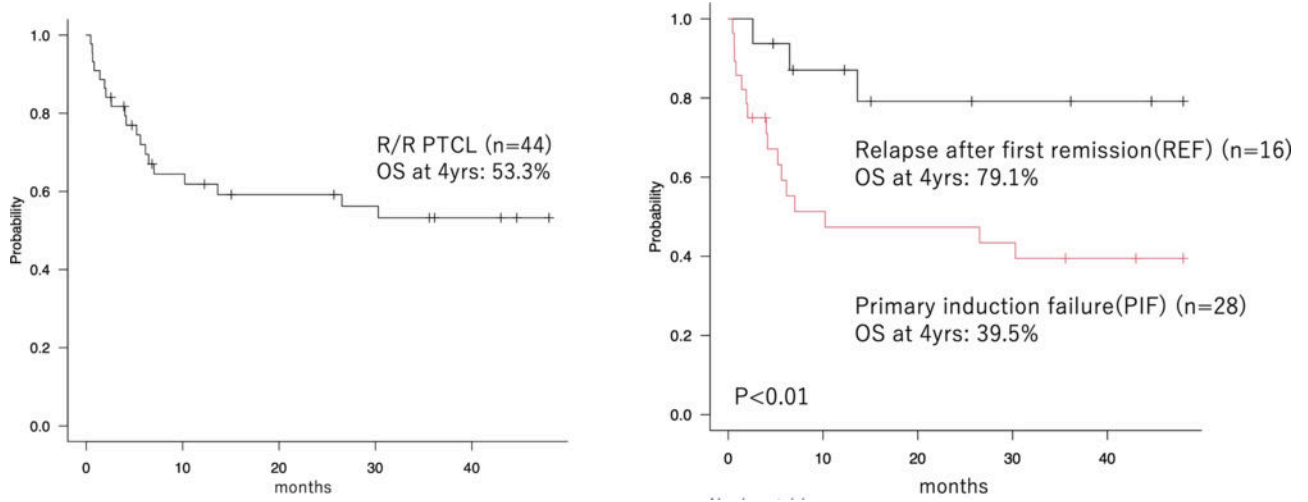 1.0
0.8
0.6
0.4
0.2
0.0
Probability
R/R PTCL (n=44)
OS at 4yrs: 53.3%
0 10 20 30 40
months
1.0
0.8
0.6
0.4
0.2
0.0
Probability
Relapse after first remission(REF) (n=16)
OS at 4yrs: 79.1%
Primary induction failure(PIF) (n=28)
OS at 4yrs: 39.5%
P<0.01
0 10 20 30 40
months